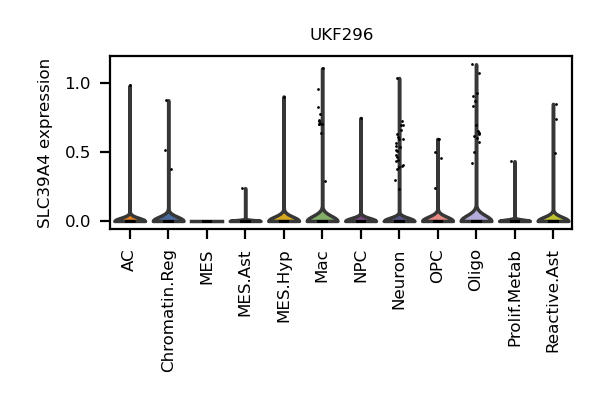 UKF296
SLC39A4 expression
1.0
0.5
0.0
AC
Chromatin.Reg
MES
MES.Ast
MES.Hyp
Mac
NPC
Neuron
OPC
Oligo
Prolif.Metab
Reactive.Ast